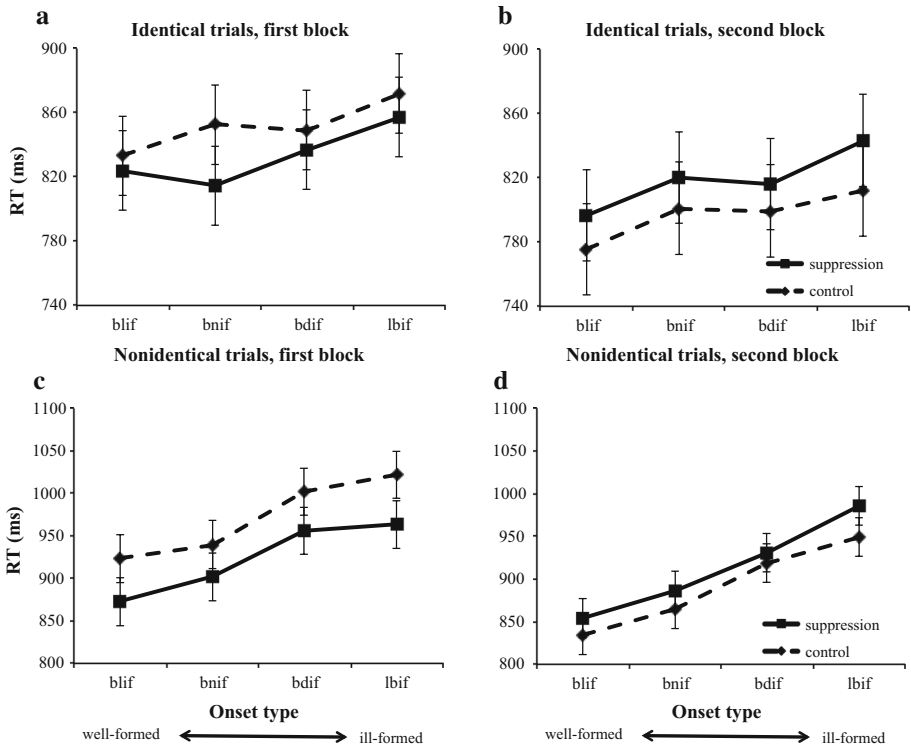 a
Identical trials, first block
900
860
820
780
740
RT (ms)
blif bnif bdif lbif
b
Identical trials, second block
900
860
820
780
740
suppression
control
blif bnif bdif lbif
c
Nonidentical trials, first block
1100
1050
1000
950
900
850
800
RT (ms)
blif bnif bdif lbif
Onset type
well-formed ill-formed
d
Nonidentical trials, second block
1100
1050
1000
950
900
850
800
suppression
control
blif bnif bdif lbif
Onset type
well-formed ill-formed